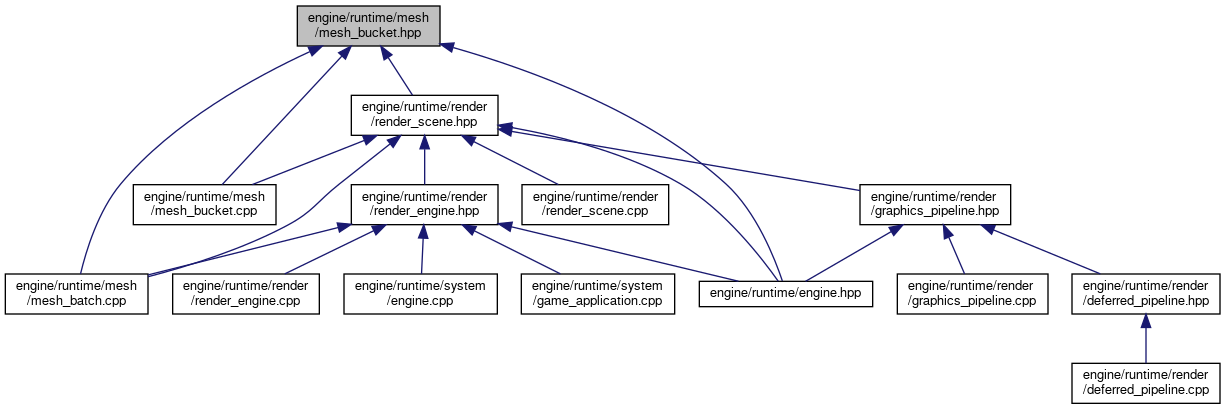 engine/runtime/mesh
/mesh_bucket.hpp
engine/runtime/render
/render_scene.hpp
engine/runtime/mesh
/mesh_bucket.cpp
engine/runtime/render
/render_engine.hpp
engine/runtime/render
/render_scene.cpp
engine/runtime/render
/graphics_pipeline.hpp
engine/runtime/mesh
/mesh_batch.cpp
engine/runtime/render
/render_engine.cpp
engine/runtime/system
/engine.cpp
engine/runtime/system
/game_application.cpp
engine/runtime/engine.hpp
engine/runtime/render
/graphics_pipeline.cpp
engine/runtime/render
/deferred_pipeline.hpp
engine/runtime/render
/deferred_pipeline.cpp